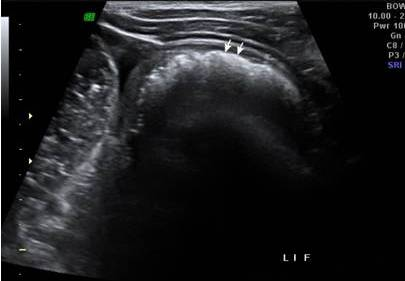 BOW
10.00 - 2
Pwr 100
Gn
C8 /
P3 /
SRI
L I F